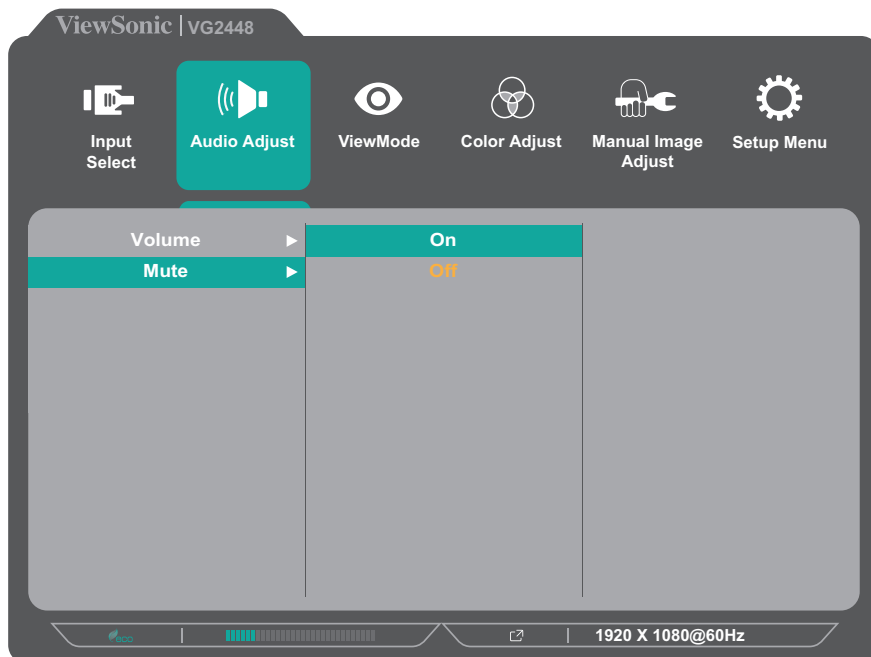 ViewSonic | VG2448
Input Select
Audio Adjust
ViewMode
Color Adjust
Manual Image Adjust
Setup Menu
Volume
On
Mute
Off
eco
1920 X 1080@60Hz